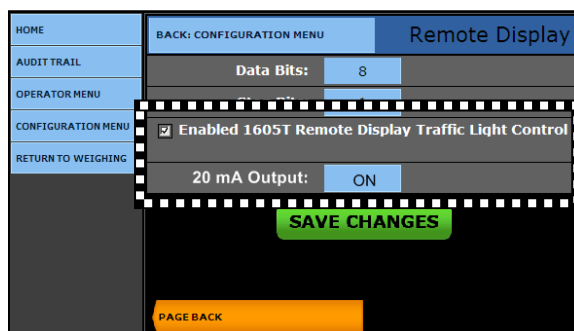 HOME
AUDIT TRAIL
OPERATOR MENU
CONFIGURATION MENU
RETURN TO WEIGHING
BACK: CONFIGURATION MENU
Remote Display
Data Bits: 8
Enabled 1605T Remote Display Traffic Light Control
20 mA Output: ON
SAVE CHANGES
PAGE BACK